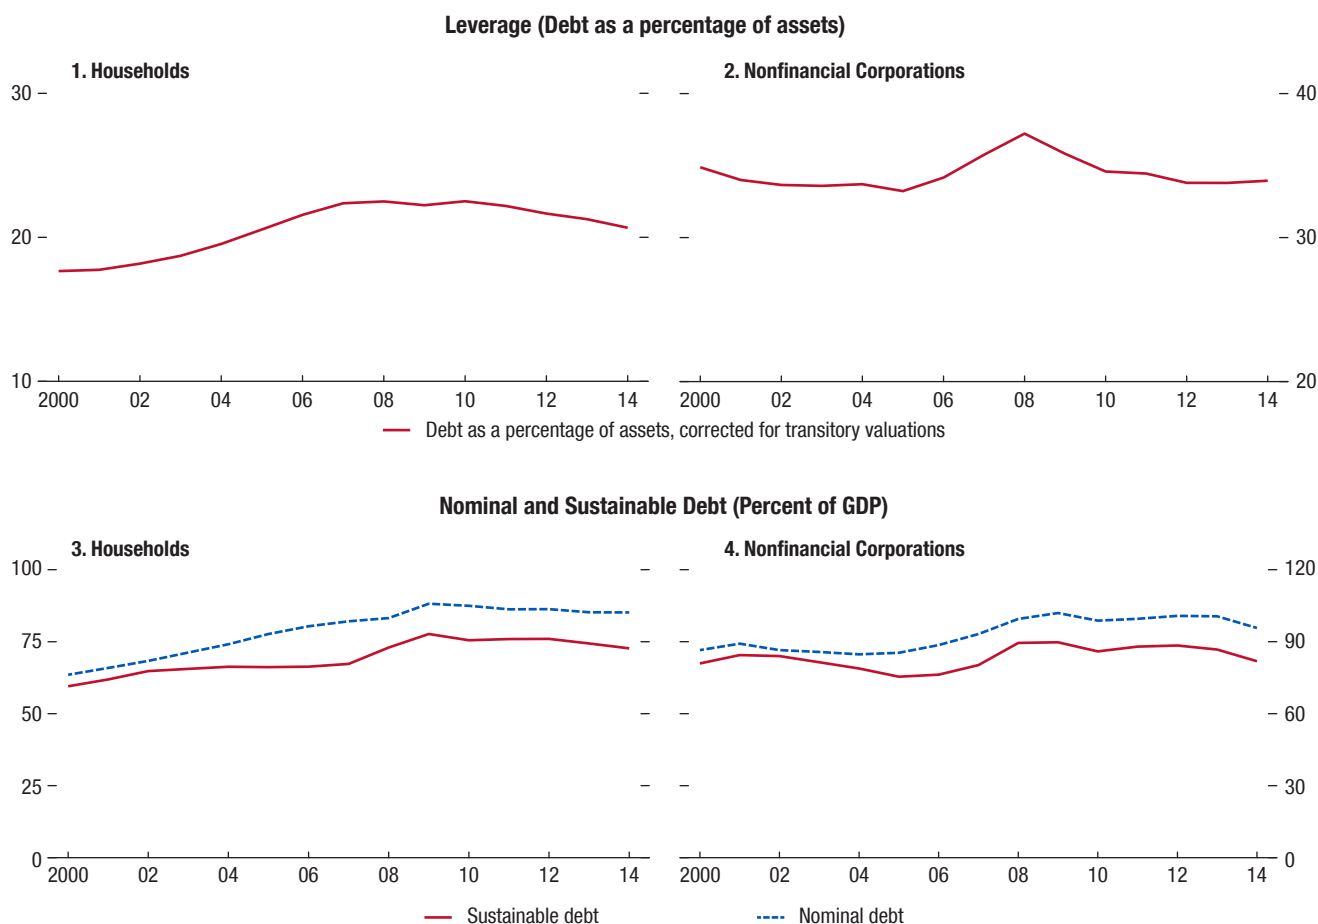 Leverage (Debt as a percentage of assets)
1. Households
30
20
10
2000 02 04 06 08 10 12 14
2. Nonfinancial Corporations
40
30
20
2000 02 04 06 08 10 12 14
Debt as a percentage of assets, corrected for transitory valuations
Nominal and Sustainable Debt (Percent of GDP)
3. Households
100
75
50
25
0
2000 02 04 06 08 10 12 14
4. Nonfinancial Corporations
120
90
60
30
0
2000 02 04 06 08 10 12 14
Sustainable debt
Nominal debt